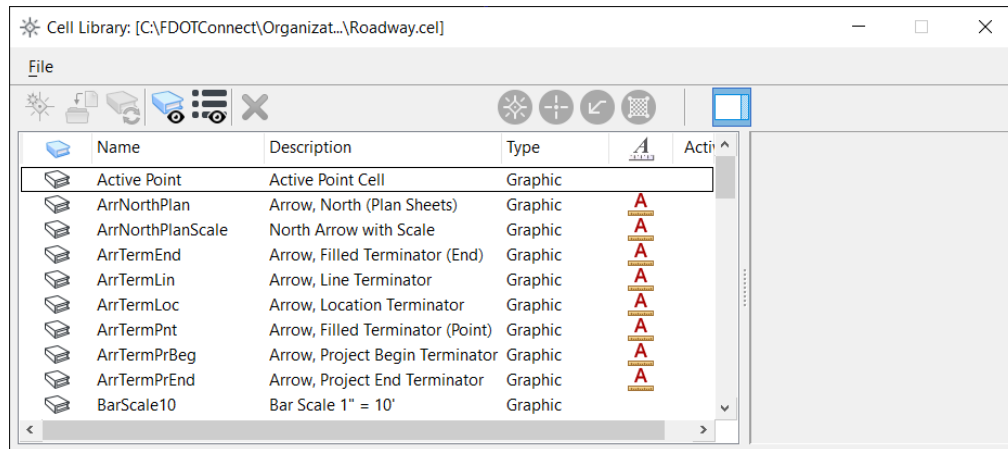 Cell Library: [C:\FDOTConnect\Organizat...\Roadway.cel]
File
Name Description Type A Activ
Active Point Active Point Cell Graphic
ArrNorthPlan Arrow, North (Plan Sheets) Graphic A
ArrNorthPlanScale North Arrow with Scale Graphic A
ArrTermEnd Arrow, Filled Terminator (End) Graphic A
ArrTermLin Arrow, Line Terminator Graphic A
ArrTermLoc Arrow, Location Terminator Graphic A
ArrTermPnt Arrow, Filled Terminator (Point) Graphic A
ArrTermPrBeg Arrow, Project Begin Terminator Graphic A
ArrTermPrEnd Arrow, Project End Terminator Graphic A
BarScale10 Bar Scale 1" = 10' Graphic